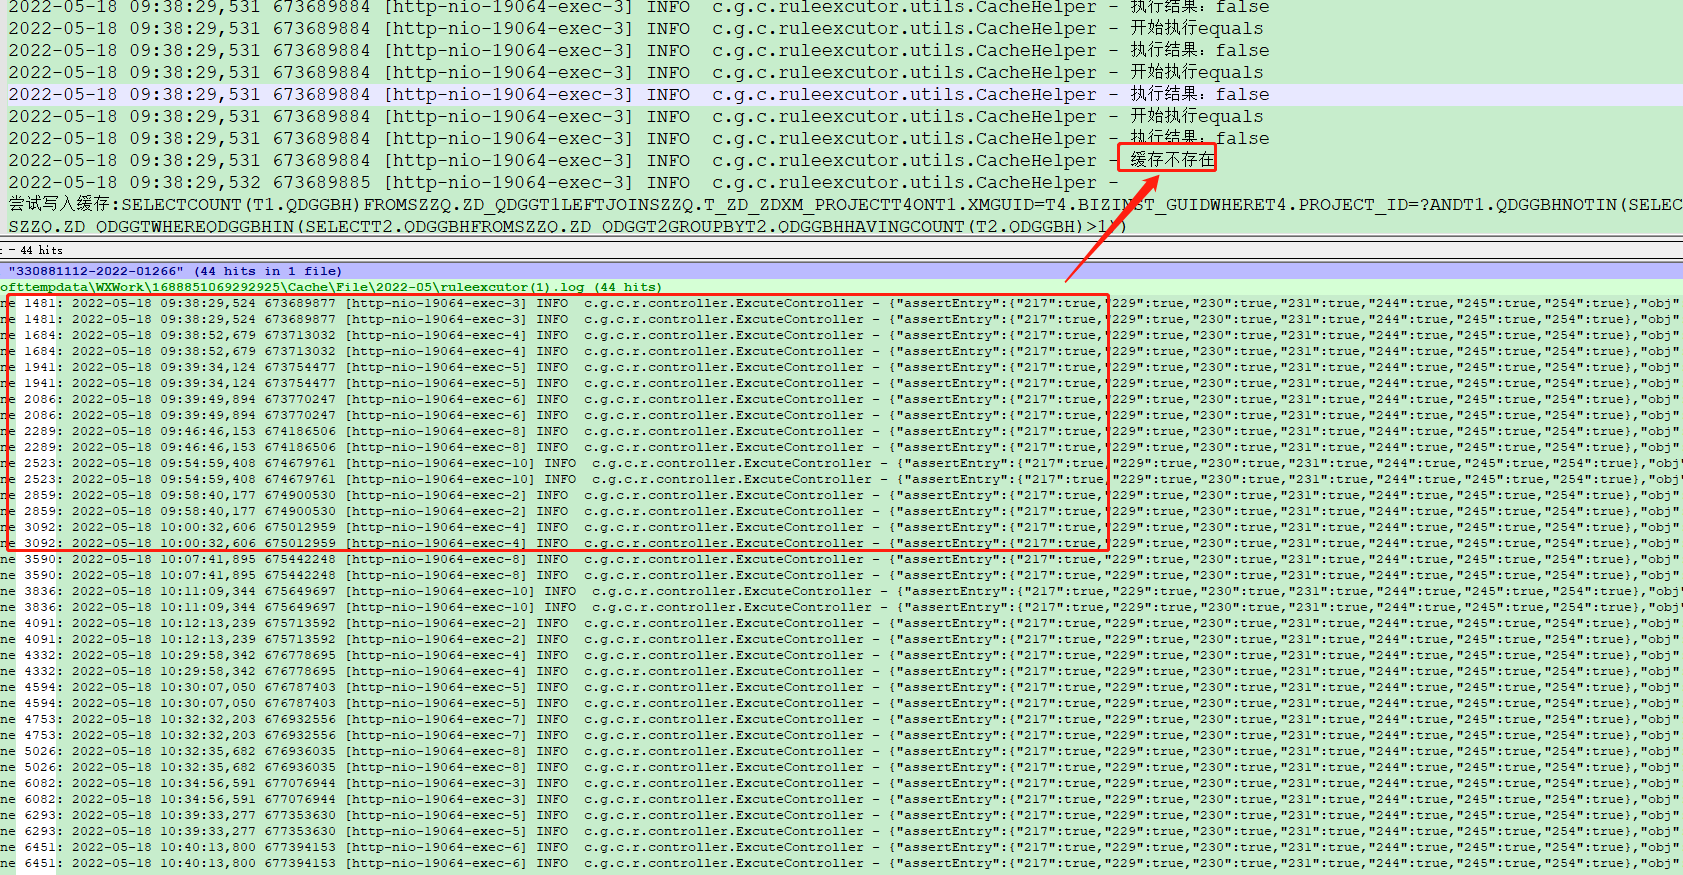 2022-05-18 09:38:29,531 673689884 [http-nio-19064-exec-3] INFO  c.g.c.ruleexcutor.utils.CacheHelper - 执行结果：false
2022-05-18 09:38:29,531 673689884 [http-nio-19064-exec-3] INFO  c.g.c.ruleexcutor.utils.CacheHelper - 开始执行equals
2022-05-18 09:38:29,531 673689884 [http-nio-19064-exec-3] INFO  c.g.c.ruleexcutor.utils.CacheHelper - 执行结果：false
2022-05-18 09:38:29,531 673689884 [http-nio-19064-exec-3] INFO  c.g.c.ruleexcutor.utils.CacheHelper - 开始执行equals
2022-05-18 09:38:29,531 673689884 [http-nio-19064-exec-3] INFO  c.g.c.ruleexcutor.utils.CacheHelper - 执行结果：false
2022-05-18 09:38:29,531 673689884 [http-nio-19064-exec-3] INFO  c.g.c.ruleexcutor.utils.CacheHelper - 开始执行equals
2022-05-18 09:38:29,531 673689884 [http-nio-19064-exec-3] INFO  c.g.c.ruleexcutor.utils.CacheHelper - 执行结果：false
2022-05-18 09:38:29,531 673689884 [http-nio-19064-exec-3] INFO  c.g.c.ruleexcutor.utils.CacheHelper - 缓存不存在
2022-05-18 09:38:29,532 673689885 [http-nio-19064-exec-3] INFO  c.g.c.ruleexcutor.utils.CacheHelper -
尝试写入缓存:SELECTCOUNT(T1.QDGGBH)FROMSZZQ.ZD_QDGGT1LEFTJOINSZZQ.T_ZD_ZDXM_PROJECTT4ONT1.XMGUID=T4.BIZINST_GUIDWHERET4.PROJECT_ID=?ANDT1.QDGGBHNOTIN(SELEC
SZZQ.ZD_QDGGTWHEREQDGGBHIN(SELECTT2.QDGGBHFROMSZZQ.ZD_QDGGT2GROUPBYT2.QDGGBHHAVINGCOUNT(T2.QDGGBH)>1))
: - 44 hits
"330881112-2022-01266" (44 hits in 1 file)
ofttempdata\WXWork\1688851069292925\Cache\File\2022-05\ruleexcutor(1).log (44 hits)
ne 1481: 2022-05-18 09:38:29,524 673689877 [http-nio-19064-exec-3] INFO  c.g.c.r.controller.ExcuteController - {"assertEntry":{"217":true,"229":true,"230":true,"231":true,"244":true,"245":true,"254":true},"obj"
ne 1481: 2022-05-18 09:38:29,524 673689877 [http-nio-19064-exec-3] INFO  c.g.c.r.controller.ExcuteController - {"assertEntry":{"217":true,"229":true,"230":true,"231":true,"244":true,"245":true,"254":true},"obj"
ne 1684: 2022-05-18 09:38:52,679 673713032 [http-nio-19064-exec-4] INFO  c.g.c.r.controller.ExcuteController - {"assertEntry":{"217":true,"229":true,"230":true,"231":true,"244":true,"245":true,"254":true},"obj"
ne 1684: 2022-05-18 09:38:52,679 673713032 [http-nio-19064-exec-4] INFO  c.g.c.r.controller.ExcuteController - {"assertEntry":{"217":true,"229":true,"230":true,"231":true,"244":true,"245":true,"254":true},"obj"
ne 1941: 2022-05-18 09:39:34,124 673754477 [http-nio-19064-exec-5] INFO  c.g.c.r.controller.ExcuteController - {"assertEntry":{"217":true,"229":true,"230":true,"231":true,"244":true,"245":true,"254":true},"obj"
ne 1941: 2022-05-18 09:39:34,124 673754477 [http-nio-19064-exec-5] INFO  c.g.c.r.controller.ExcuteController - {"assertEntry":{"217":true,"229":true,"230":true,"231":true,"244":true,"245":true,"254":true},"obj"
ne 2086: 2022-05-18 09:39:49,894 673770247 [http-nio-19064-exec-6] INFO  c.g.c.r.controller.ExcuteController - {"assertEntry":{"217":true,"229":true,"230":true,"231":true,"244":true,"245":true,"254":true},"obj"
ne 2086: 2022-05-18 09:39:49,894 673770247 [http-nio-19064-exec-6] INFO  c.g.c.r.controller.ExcuteController - {"assertEntry":{"217":true,"229":true,"230":true,"231":true,"244":true,"245":true,"254":true},"obj"
ne 2289: 2022-05-18 09:46:46,153 674186506 [http-nio-19064-exec-8] INFO  c.g.c.r.controller.ExcuteController - {"assertEntry":{"217":true,"229":true,"230":true,"231":true,"244":true,"245":true,"254":true},"obj"
ne 2289: 2022-05-18 09:46:46,153 674186506 [http-nio-19064-exec-8] INFO  c.g.c.r.controller.ExcuteController - {"assertEntry":{"217":true,"229":true,"230":true,"231":true,"244":true,"245":true,"254":true},"obj"
ne 2523: 2022-05-18 09:54:59,408 674679761 [http-nio-19064-exec-10] INFO  c.g.c.r.controller.ExcuteController - {"assertEntry":{"217":true,"229":true,"230":true,"231":true,"244":true,"245":true,"254":true},"obj
ne 2523: 2022-05-18 09:54:59,408 674679761 [http-nio-19064-exec-10] INFO  c.g.c.r.controller.ExcuteController - {"assertEntry":{"217":true,"229":true,"230":true,"231":true,"244":true,"245":true,"254":true},"obj
ne 2859: 2022-05-18 09:58:40,177 674900530 [http-nio-19064-exec-2] INFO  c.g.c.r.controller.ExcuteController - {"assertEntry":{"217":true,"229":true,"230":true,"231":true,"244":true,"245":true,"254":true},"obj"
ne 2859: 2022-05-18 09:58:40,177 674900530 [http-nio-19064-exec-2] INFO  c.g.c.r.controller.ExcuteController - {"assertEntry":{"217":true,"229":true,"230":true,"231":true,"244":true,"245":true,"254":true},"obj"
ne 3092: 2022-05-18 10:00:32,606 675012959 [http-nio-19064-exec-4] INFO  c.g.c.r.controller.ExcuteController - {"assertEntry":{"217":true,"229":true,"230":true,"231":true,"244":true,"245":true,"254":true},"obj"
ne 3092: 2022-05-18 10:00:32,606 675012959 [http-nio-19064-exec-4] INFO  c.g.c.r.controller.ExcuteController - {"assertEntry":{"217":true,"229":true,"230":true,"231":true,"244":true,"245":true,"254":true},"obj"
ne 3590: 2022-05-18 10:07:41,895 675442248 [http-nio-19064-exec-8] INFO  c.g.c.r.controller.ExcuteController - {"assertEntry":{"217":true,"229":true,"230":true,"231":true,"244":true,"245":true,"254":true},"obj"
ne 3590: 2022-05-18 10:07:41,895 675442248 [http-nio-19064-exec-8] INFO  c.g.c.r.controller.ExcuteController - {"assertEntry":{"217":true,"229":true,"230":true,"231":true,"244":true,"245":true,"254":true},"obj"
ne 3836: 2022-05-18 10:11:09,344 675649697 [http-nio-19064-exec-10] INFO  c.g.c.r.controller.ExcuteController - {"assertEntry":{"217":true,"229":true,"230":true,"231":true,"244":true,"245":true,"254":true},"obj
ne 3836: 2022-05-18 10:11:09,344 675649697 [http-nio-19064-exec-10] INFO  c.g.c.r.controller.ExcuteController - {"assertEntry":{"217":true,"229":true,"230":true,"231":true,"244":true,"245":true,"254":true},"obj
ne 4091: 2022-05-18 10:12:13,239 675713592 [http-nio-19064-exec-2] INFO  c.g.c.r.controller.ExcuteController - {"assertEntry":{"217":true,"229":true,"230":true,"231":true,"244":true,"245":true,"254":true},"obj"
ne 4091: 2022-05-18 10:12:13,239 675713592 [http-nio-19064-exec-2] INFO  c.g.c.r.controller.ExcuteController - {"assertEntry":{"217":true,"229":true,"230":true,"231":true,"244":true,"245":true,"254":true},"obj"
ne 4332: 2022-05-18 10:29:58,342 676778695 [http-nio-19064-exec-4] INFO  c.g.c.r.controller.ExcuteController - {"assertEntry":{"217":true,"229":true,"230":true,"231":true,"244":true,"245":true,"254":true},"obj"
ne 4332: 2022-05-18 10:29:58,342 676778695 [http-nio-19064-exec-4] INFO  c.g.c.r.controller.ExcuteController - {"assertEntry":{"217":true,"229":true,"230":true,"231":true,"244":true,"245":true,"254":true},"obj"
ne 4594: 2022-05-18 10:30:07,050 676787403 [http-nio-19064-exec-5] INFO  c.g.c.r.controller.ExcuteController - {"assertEntry":{"217":true,"229":true,"230":true,"231":true,"244":true,"245":true,"254":true},"obj"
ne 4594: 2022-05-18 10:30:07,050 676787403 [http-nio-19064-exec-5] INFO  c.g.c.r.controller.ExcuteController - {"assertEntry":{"217":true,"229":true,"230":true,"231":true,"244":true,"245":true,"254":true},"obj"
ne 4753: 2022-05-18 10:32:32,203 676932556 [http-nio-19064-exec-7] INFO  c.g.c.r.controller.ExcuteController - {"assertEntry":{"217":true,"229":true,"230":true,"231":true,"244":true,"245":true,"254":true},"obj"
ne 4753: 2022-05-18 10:32:32,203 676932556 [http-nio-19064-exec-7] INFO  c.g.c.r.controller.ExcuteController - {"assertEntry":{"217":true,"229":true,"230":true,"231":true,"244":true,"245":true,"254":true},"obj"
ne 5026: 2022-05-18 10:32:35,682 676936035 [http-nio-19064-exec-8] INFO  c.g.c.r.controller.ExcuteController - {"assertEntry":{"217":true,"229":true,"230":true,"231":true,"244":true,"245":true,"254":true},"obj"
ne 5026: 2022-05-18 10:32:35,682 676936035 [http-nio-19064-exec-8] INFO  c.g.c.r.controller.ExcuteController - {"assertEntry":{"217":true,"229":true,"230":true,"231":true,"244":true,"245":true,"254":true},"obj"
ne 6082: 2022-05-18 10:34:56,591 677076944 [http-nio-19064-exec-3] INFO  c.g.c.r.controller.ExcuteController - {"assertEntry":{"217":true,"229":true,"230":true,"231":true,"244":true,"245":true,"254":true},"obj"
ne 6082: 2022-05-18 10:34:56,591 677076944 [http-nio-19064-exec-3] INFO  c.g.c.r.controller.ExcuteController - {"assertEntry":{"217":true,"229":true,"230":true,"231":true,"244":true,"245":true,"254":true},"obj"
ne 6293: 2022-05-18 10:39:33,277 677353630 [http-nio-19064-exec-5] INFO  c.g.c.r.controller.ExcuteController - {"assertEntry":{"217":true,"229":true,"230":true,"231":true,"244":true,"245":true,"254":true},"obj"
ne 6293: 2022-05-18 10:39:33,277 677353630 [http-nio-19064-exec-5] INFO  c.g.c.r.controller.ExcuteController - {"assertEntry":{"217":true,"229":true,"230":true,"231":true,"244":true,"245":true,"254":true},"obj"
ne 6451: 2022-05-18 10:40:13,800 677394153 [http-nio-19064-exec-6] INFO  c.g.c.r.controller.ExcuteController - {"assertEntry":{"217":true,"229":true,"230":true,"231":true,"244":true,"245":true,"254":true},"obj"
ne 6451: 2022-05-18 10:40:13,800 677394153 [http-nio-19064-exec-6] INFO  c.g.c.r.controller.ExcuteController - {"assertEntry":{"217":true,"229":true,"230":true,"231":true,"244":true,"245":true,"254":true},"obj"